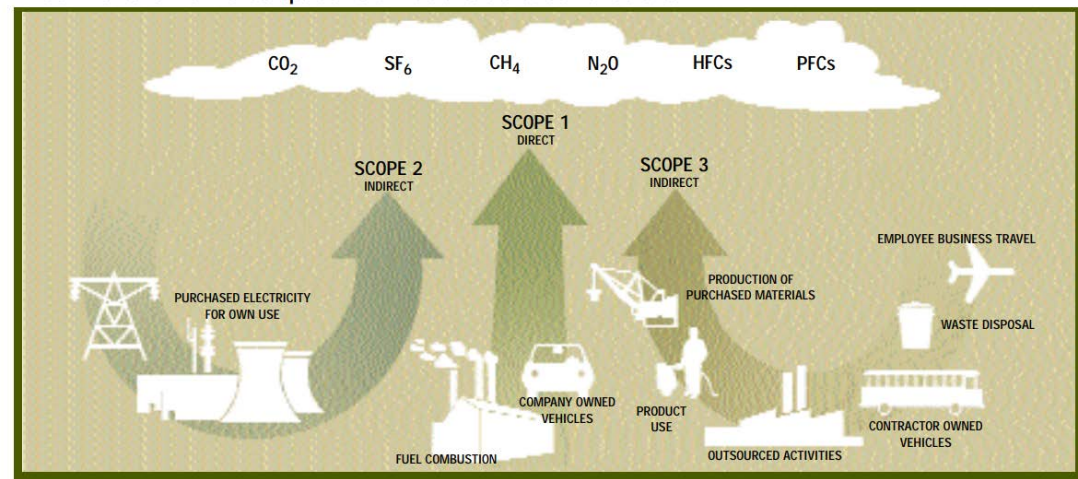 CO2 SF6 CH4 N2O HFCs PFCs
SCOPE 1
DIRECT
SCOPE 2
INDIRECT
SCOPE 3
INDIRECT
EMPLOYEE BUSINESS TRAVEL
PURCHASED ELECTRICITY
FOR OWN USE
PRODUCTION OF
PURCHASED MATERIALS
WASTE DISPOSAL
COMPANY OWNED
VEHICLES
PRODUCT
USE
CONTRACTOR OWNED
VEHICLES
FUEL COMBUSTION
OUTSOURCED ACTIVITIES